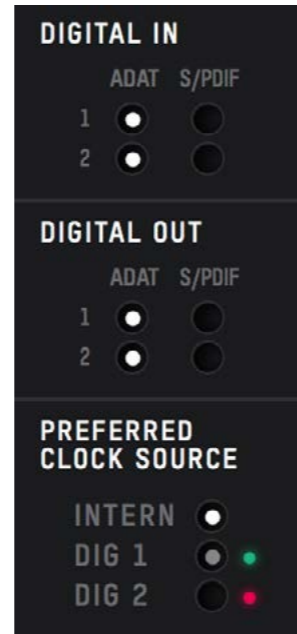 DIGITAL IN
ADAT S/PDIF
1
2
DIGITAL OUT
ADAT S/PDIF
1
2
PREFERRED
CLOCK SOURCE
INTERN
DIG 1
DIG 2